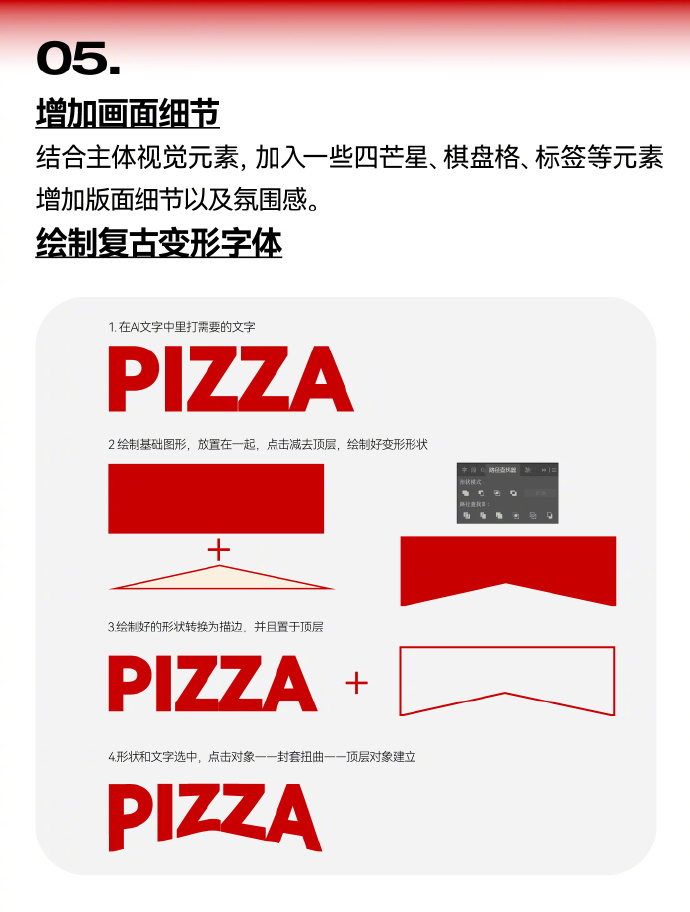 05.
增加画面细节
结合主体视觉元素, 加入一些四芒星、棋盘格、标签等元素
增加版面细节以及氛围感。
绘制复古变形字体
1. 在AI文字中里打需要的文字
PIZZA
2 绘制基础图形，放置在一起，点击减去顶层，绘制好变形形状
路径查找器
形状模式：
路径查找器：
3.绘制好的形状转换为描边，并且置于顶层
PIZZA
4.形状和文字选中，点击对象一一封套扭曲一一顶层对象建立
PIZZA